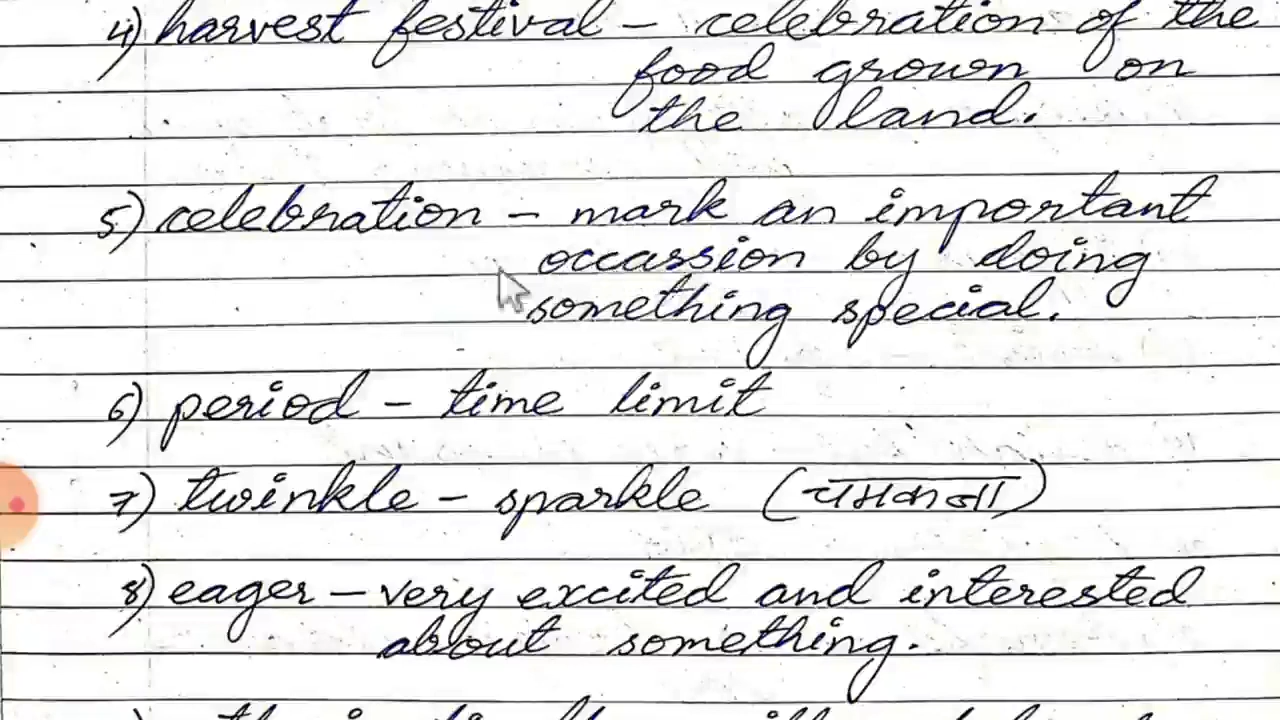 4) harvest festival - celebration of the
food grown on
the land.
5) celebration - mark an important
occassion by doing
something special.
6) period - time limit
7) twinkle - sparkle (चमकना)
8) eager - very excited and interested
about something.